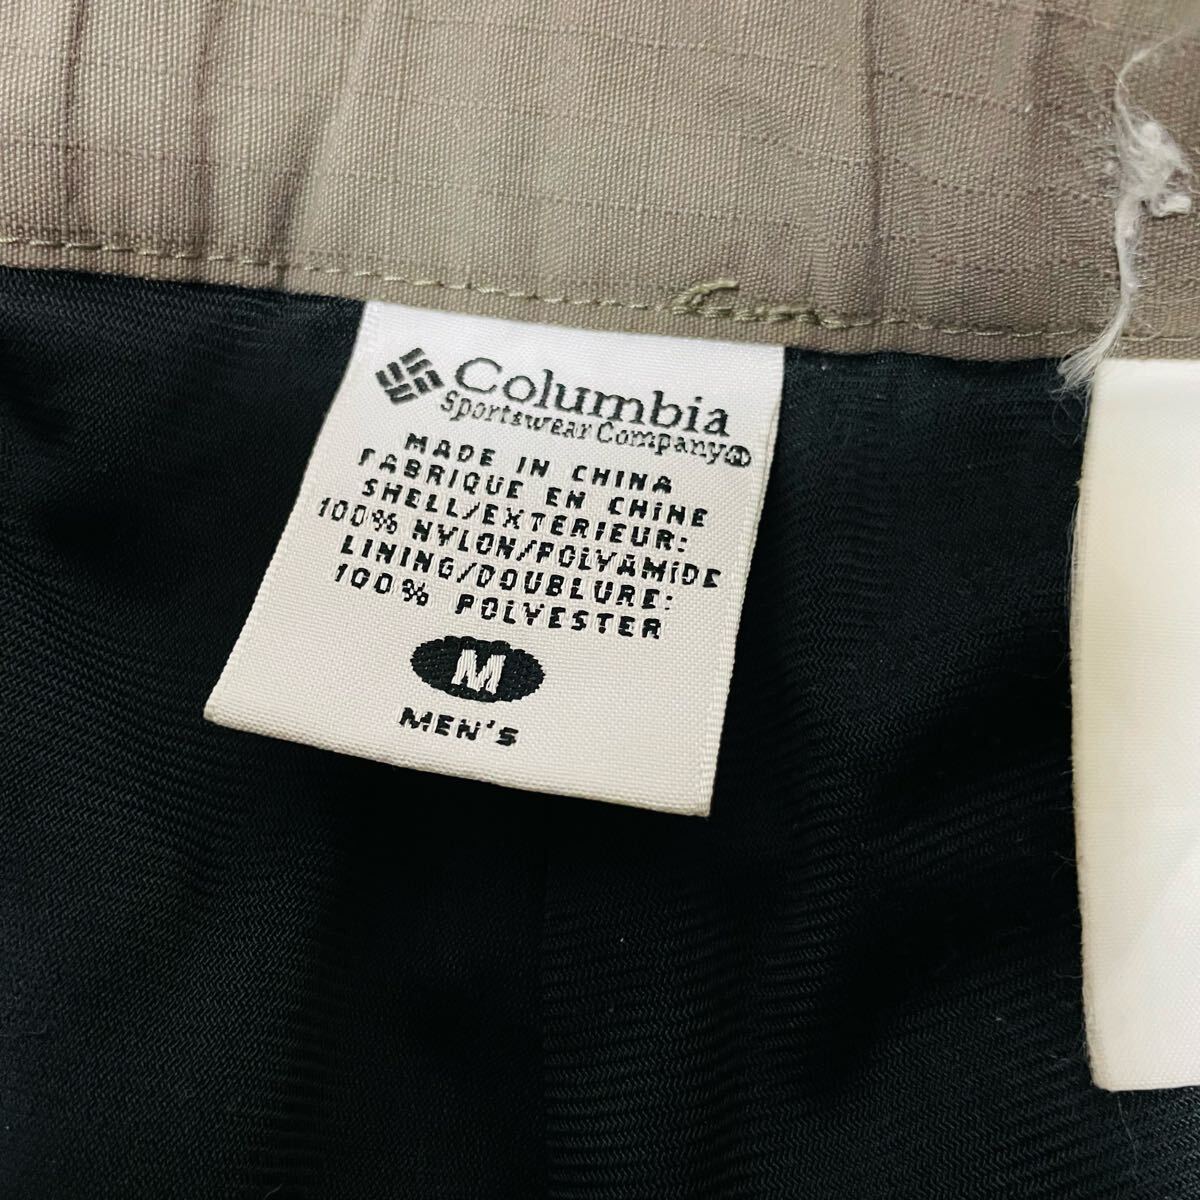 Columbia
Sportswear Company®
MADE IN CHINA
FABRIQUE EN CHINE
SHELL/EXTERIEUR:
100% NYLON/POLYAMIDE
LINING/DOUBLURE:
100% POLYESTER
M
MEN'S